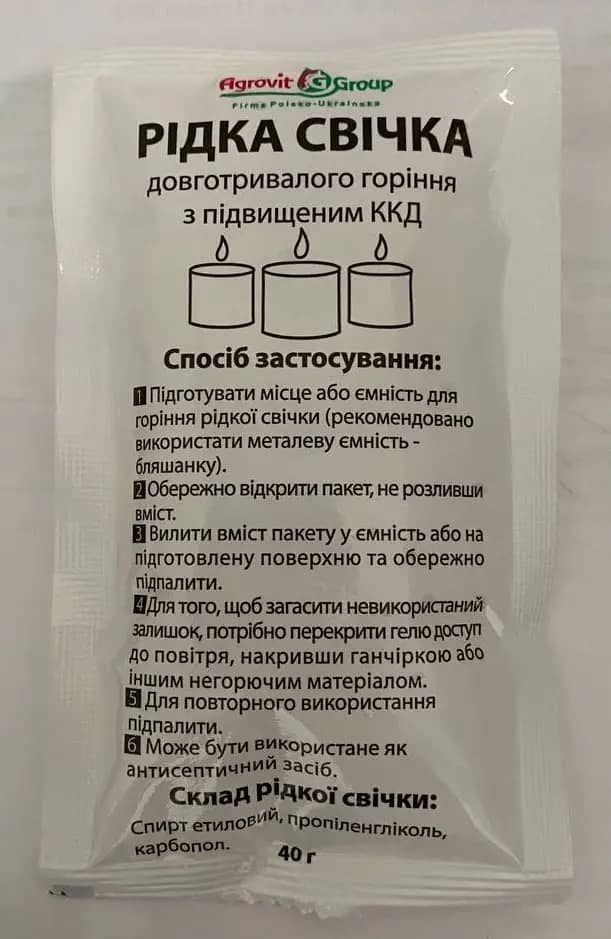 Agrovit G Group
Firma Polsko-Ukrainska
РІДКА СВІЧКА
довготривалого горіння
з підвищеним ККД
Спосіб застосування:
1 Підготувати місце або ємність для
горіння рідкої свічки (рекомендовано
використати металеву ємність -
бляшанку).
2 Обережно відкрити пакет, не розливши
вміст.
3 Вилити вміст пакету у ємність або на
підготовлену поверхню та обережно
підпалити.
4 Для того, щоб загасити невикористаний
залишок, потрібно перекрити гелю доступ
до повітря, накривши ганчіркою або
іншим негорючим матеріалом.
5 Для повторного використання
підпалити.
6 Може бути використане як
антисептичний засіб.
Склад рідкої свічки:
Спирт етиловий, пропіленгліколь,
карбопол.
40 г